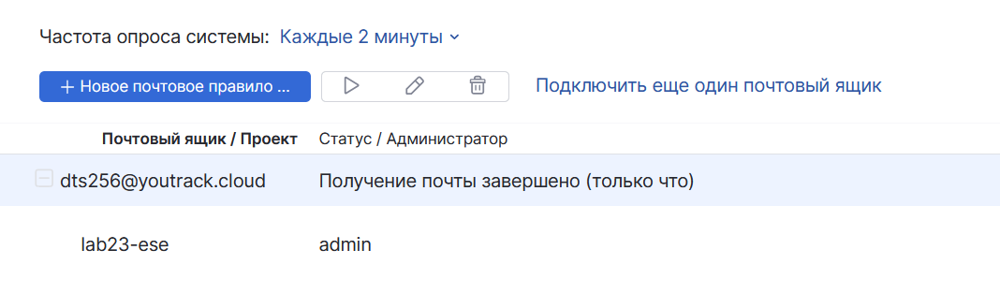 Частота опроса системы: Каждые 2 минуты
+ Новое почтовое правило ... Подключить еще один почтовый ящик
Почтовый ящик / Проект Статус / Администратор
dts256@youtrack.cloud Получение почты завершено (только что)
lab23-ese admin